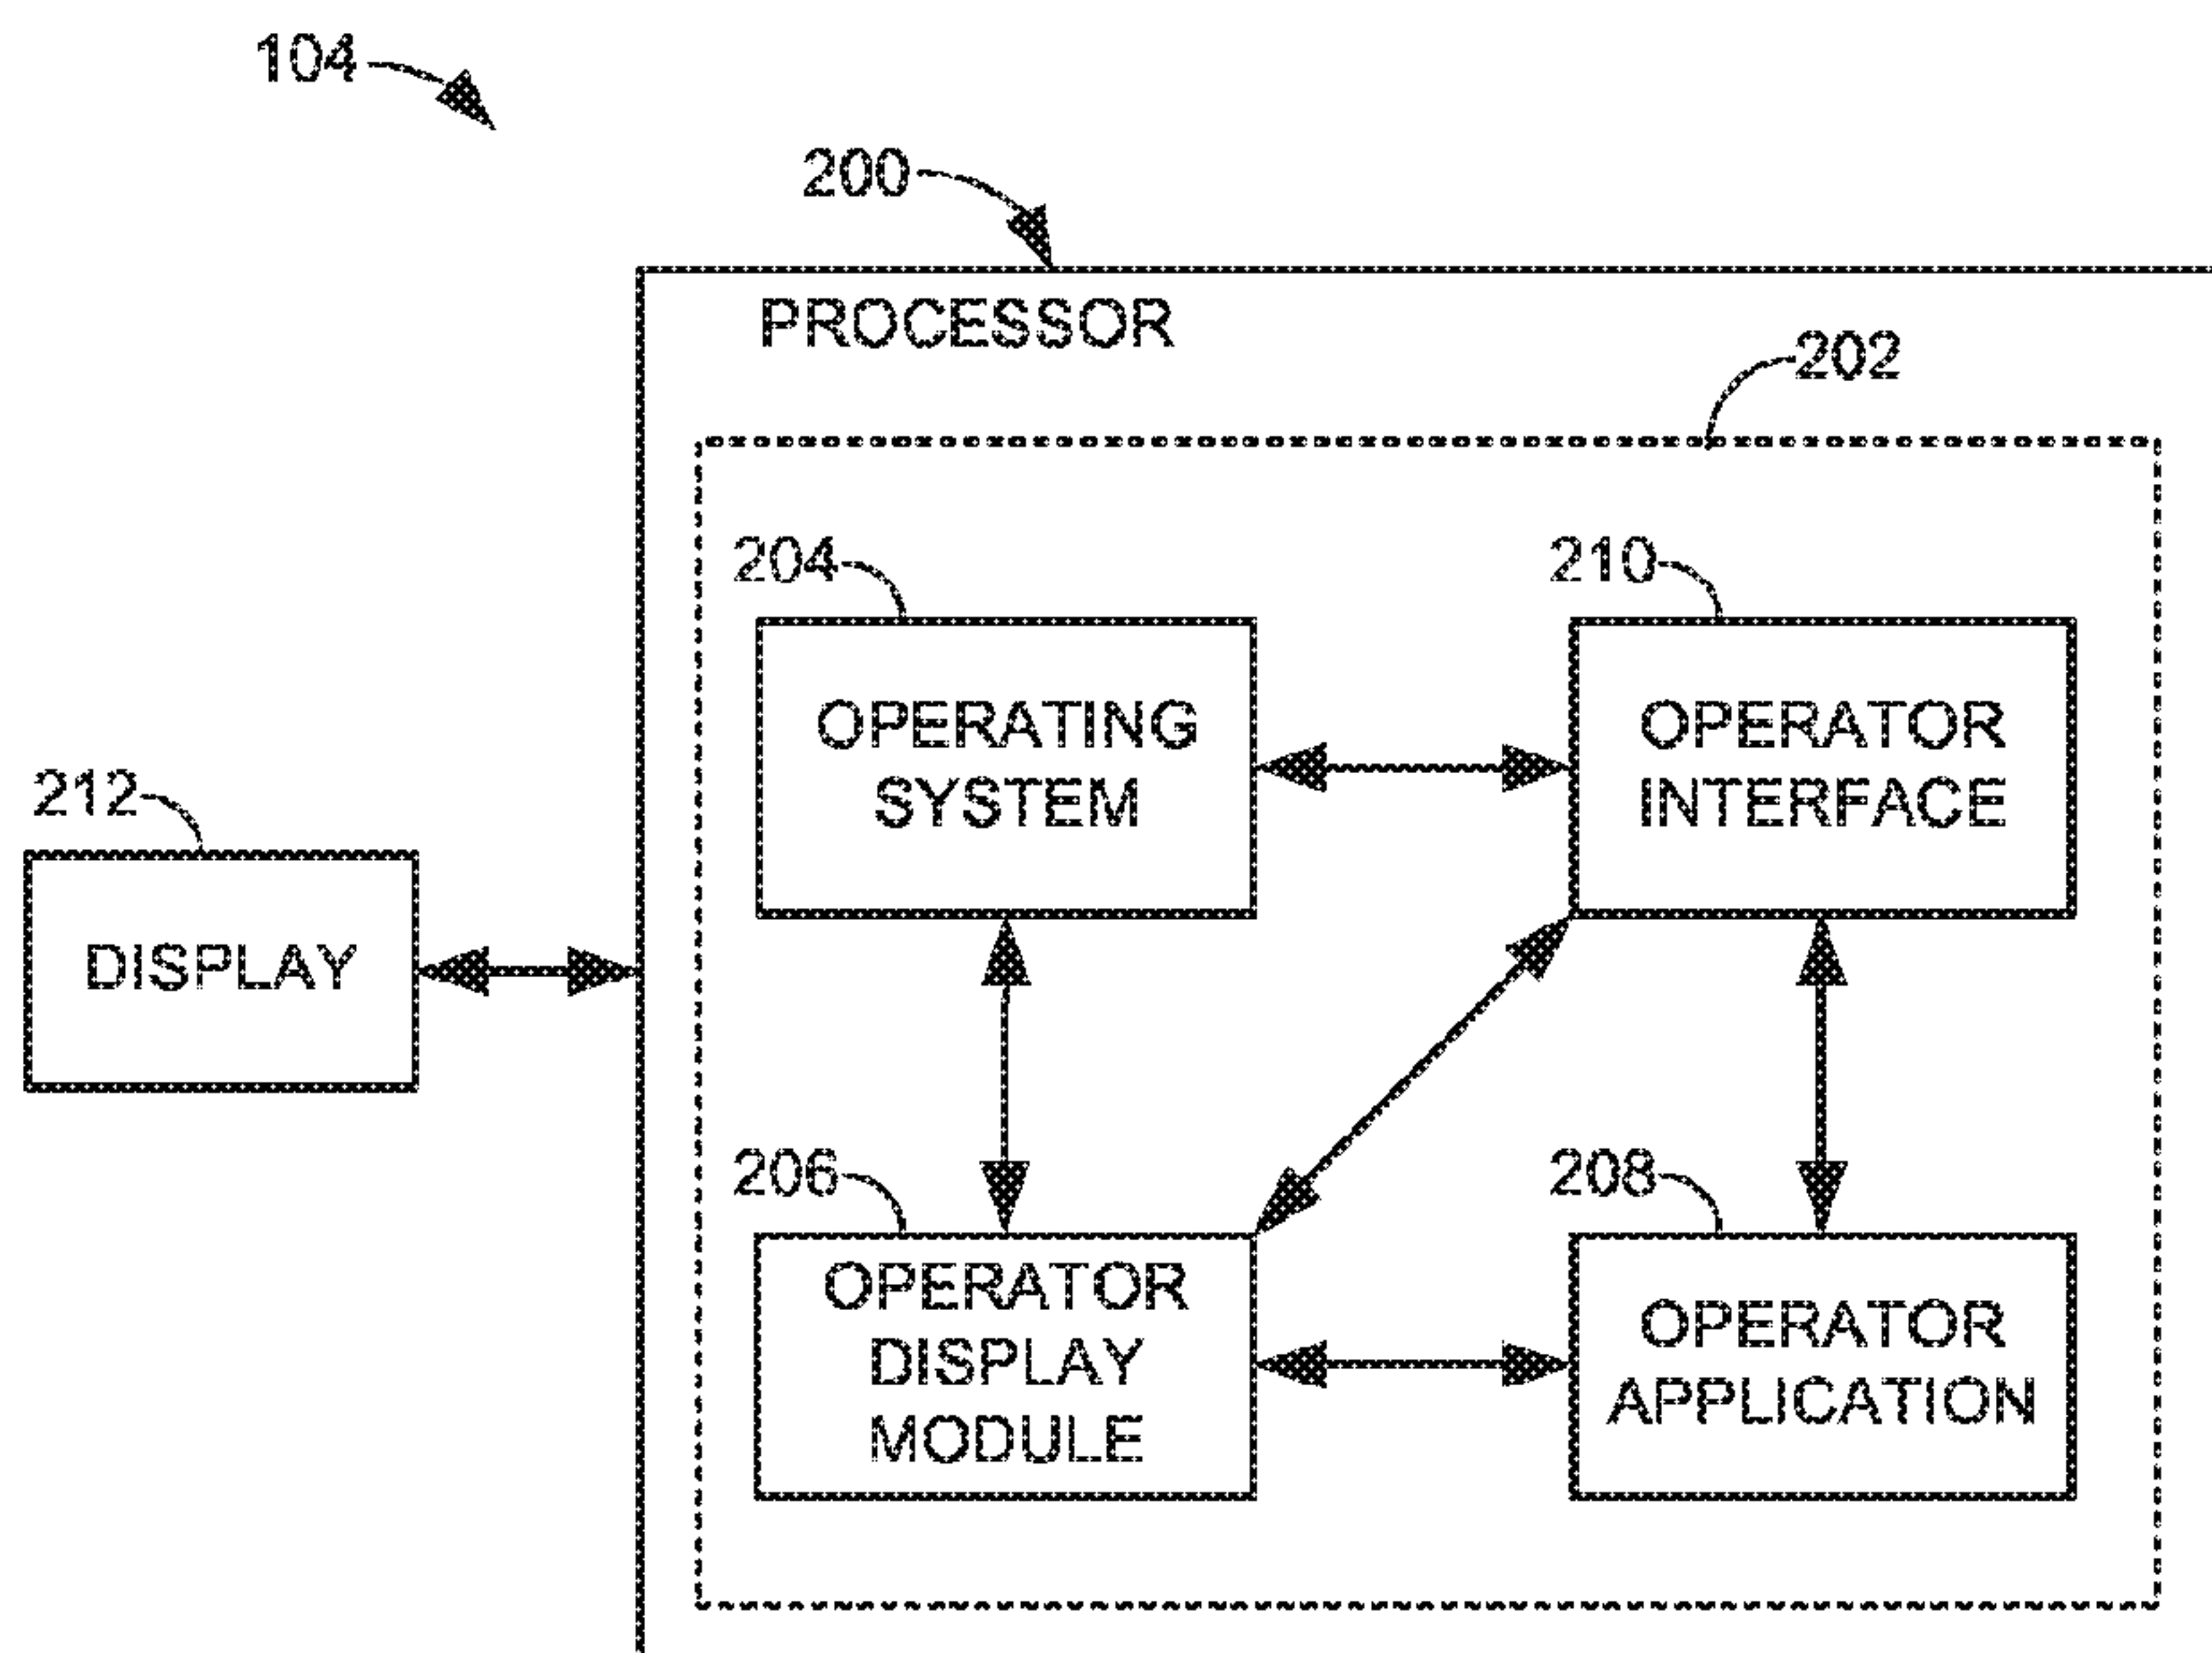 104
200
PROCESSOR
202
204
210
OPERATING
SYSTEM
OPERATOR
INTERFACE
212
DISPLAY
206
208
OPERATOR
DISPLAY
MODULE
OPERATOR
APPLICATION